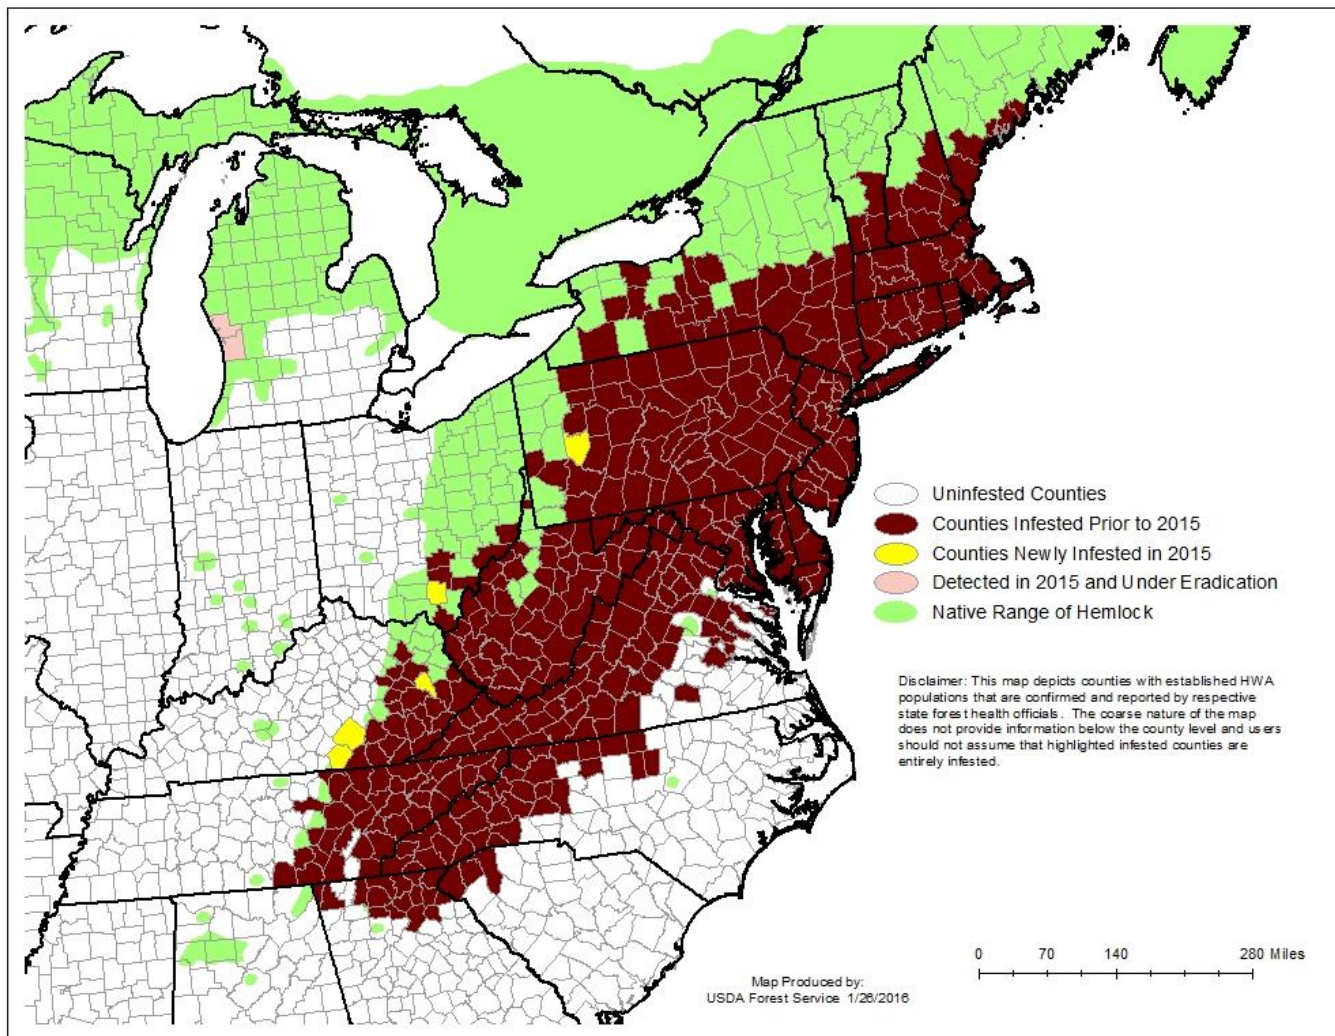 Uninfested Counties
Counties Infested Prior to 2015
Counties Newly Infested in 2015
Detected in 2015 and Under Eradication
Native Range of Hemlock
Disclaimer: This map depicts counties with established HWA
populations that are confirmed and reported by respective
state forest health officials. The coarse nature of the map
does not provide information below the county level and users
should not assume that highlighted infested counties are
entirely infested.
0 70 140 280 Miles
Map Produced by:
USDA Forest Service 1/26/2016